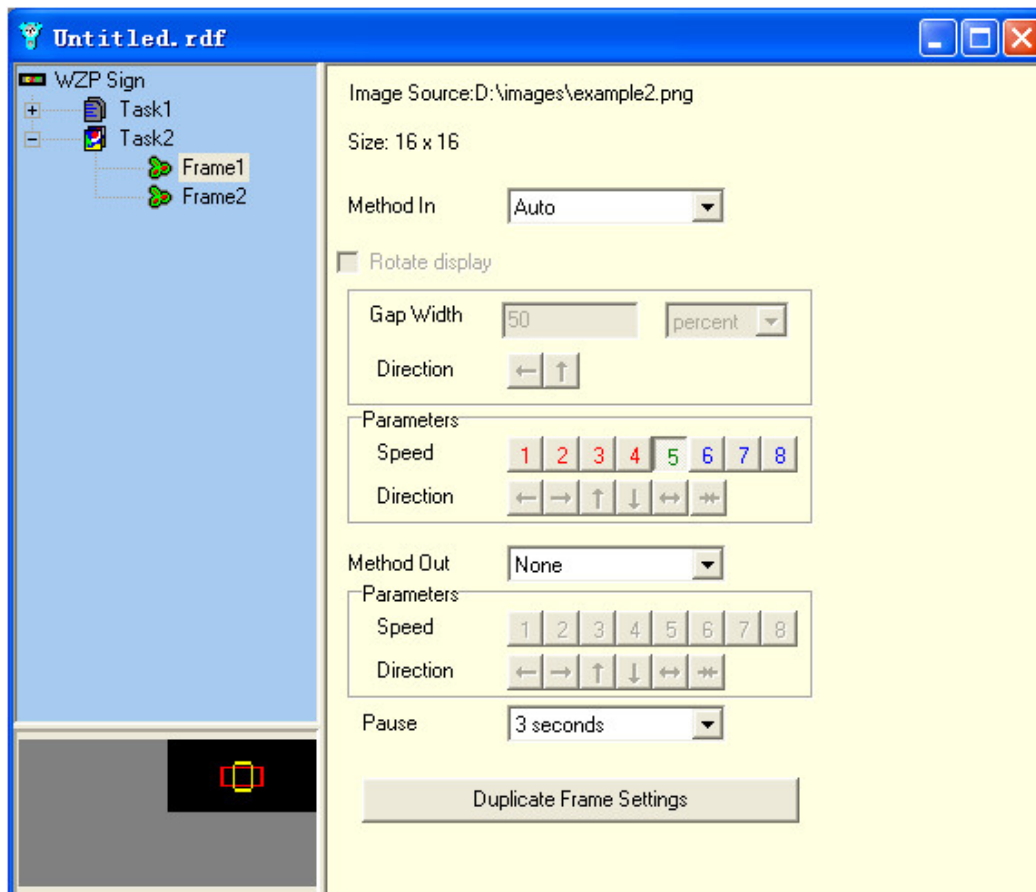 Untitled.rdf
WZP Sign
Task1
Task2
Frame1
Frame2
Image Source:D:\images\example2.png
Size: 16 x 16
Method In Auto
Rotate display
Gap Width 50 percent
Direction ← ↑
Parameters
Speed 1 2 3 4 5 6 7 8
Direction ← → ↑ ↓ ↔ →←
Method Out None
Parameters
Speed 1 2 3 4 5 6 7 8
Direction ← → ↑ ↓ ↔ →←
Pause 3 seconds
Duplicate Frame Settings